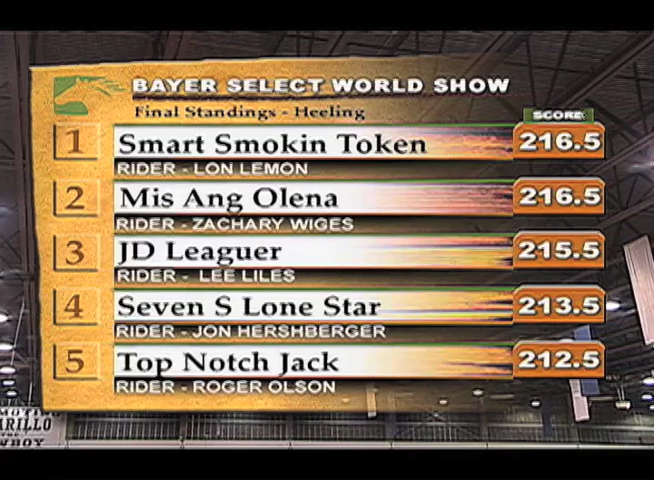 BAYER SELECT WORLD SHOW
Final Standings - Heeling
SCORE:
1 Smart Smokin Token 216.5
RIDER - LON LEMON
2 Mis Ang Olena 216.5
RIDER - ZACHARY WIGES
3 JD Leaguer 215.5
RIDER - LEE LILES
4 Seven S Lone Star 213.5
RIDER - JON HERSHBERGER
5 Top Notch Jack 212.5
RIDER - ROGER OLSON